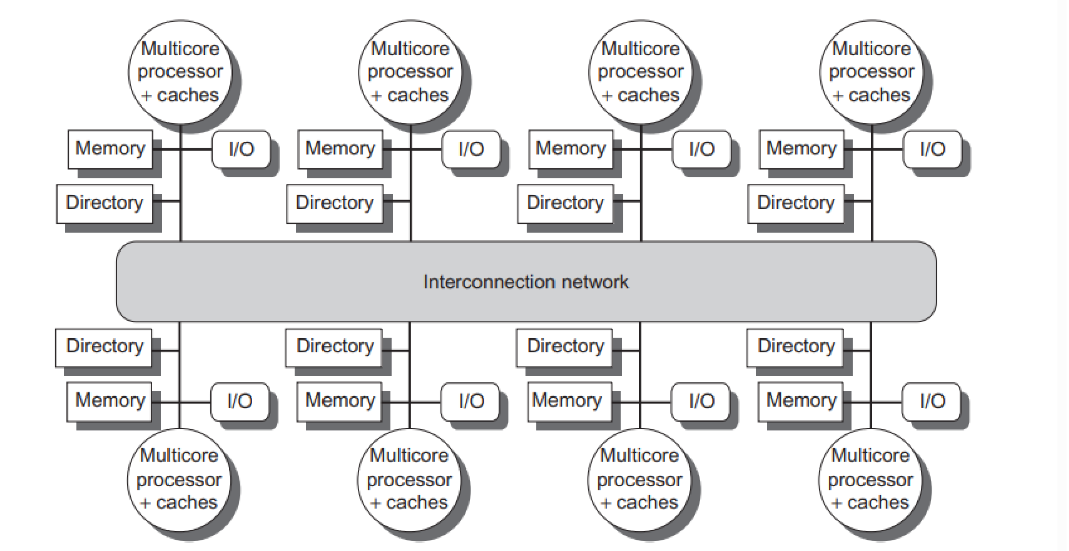 Multicore
processor
+ caches
Multicore
processor
+ caches
Multicore
processor
+ caches
Multicore
processor
+ caches
Memory
I/O
Memory
I/O
Memory
I/O
Memory
I/O
Directory
Directory
Directory
Directory
Interconnection network
Directory
Directory
Directory
Directory
Memory
I/O
Memory
I/O
Memory
I/O
Memory
I/O
Multicore
processor
+ caches
Multicore
processor
+ caches
Multicore
processor
+ caches
Multicore
processor
+ caches